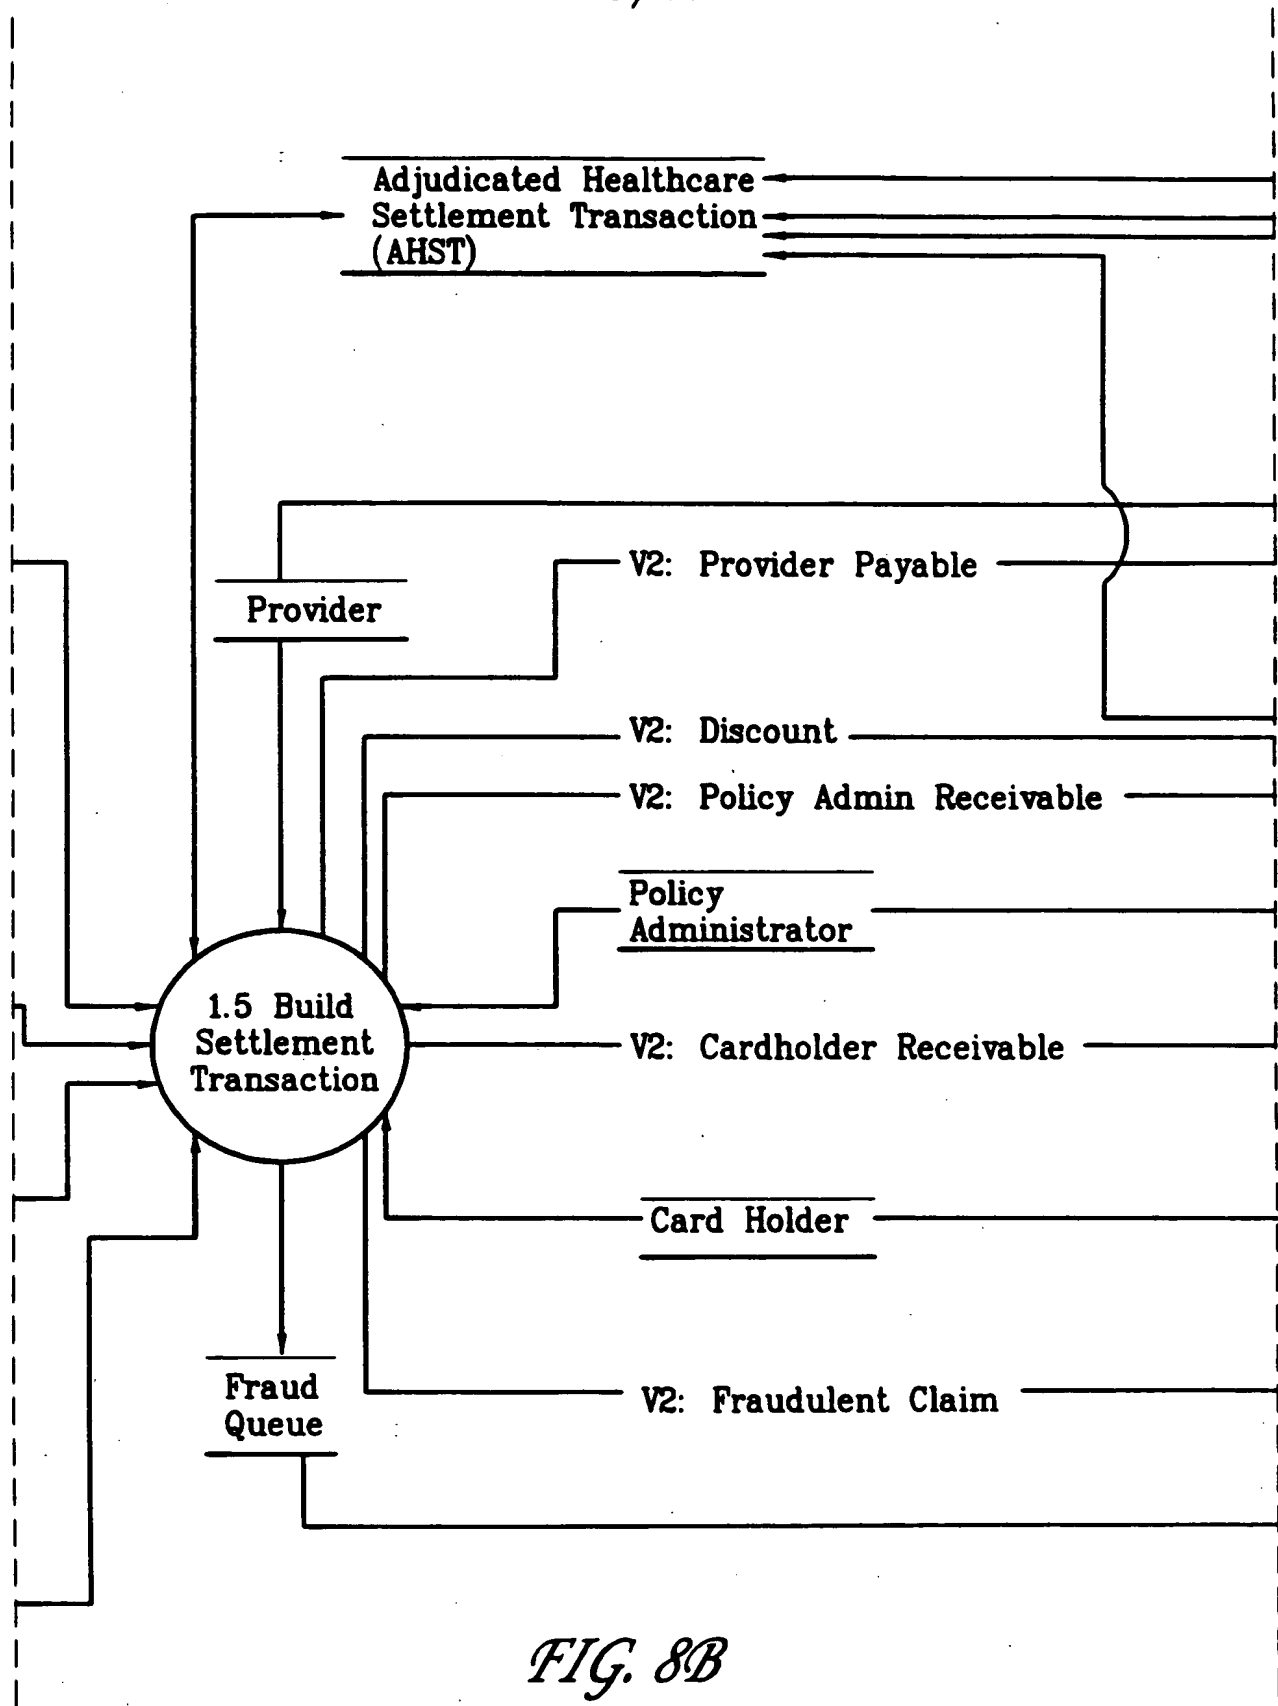 Adjudicated Healthcare
Settlement Transaction
(AHST)
V2: Provider Payable
Provider
V2: Discount
V2: Policy Admin Receivable
Policy
Administrator
1.5 Build
Settlement
Transaction
V2: Cardholder Receivable
Card Holder
Fraud
Queue
V2: Fraudulent Claim
FIG. 8B